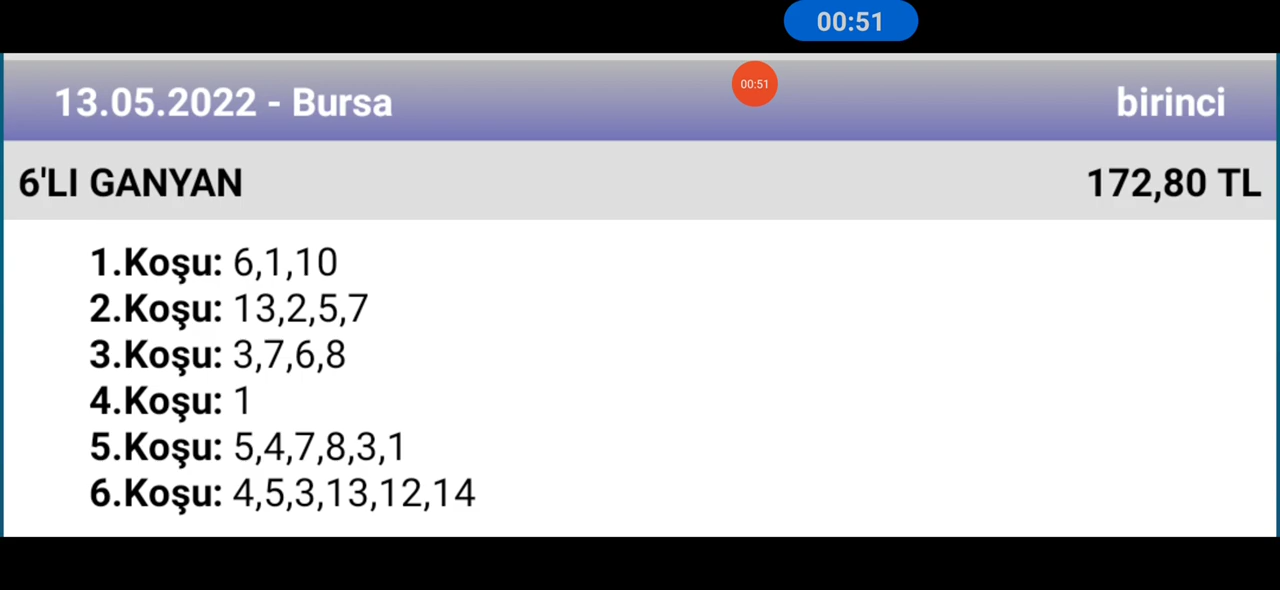 00:51
00:51
13.05.2022 - Bursa birinci
6'LI GANYAN 172,80 TL
1.Koşu: 6,1,10
2.Koşu: 13,2,5,7
3.Koşu: 3,7,6,8
4.Koşu: 1
5.Koşu: 5,4,7,8,3,1
6.Koşu: 4,5,3,13,12,14